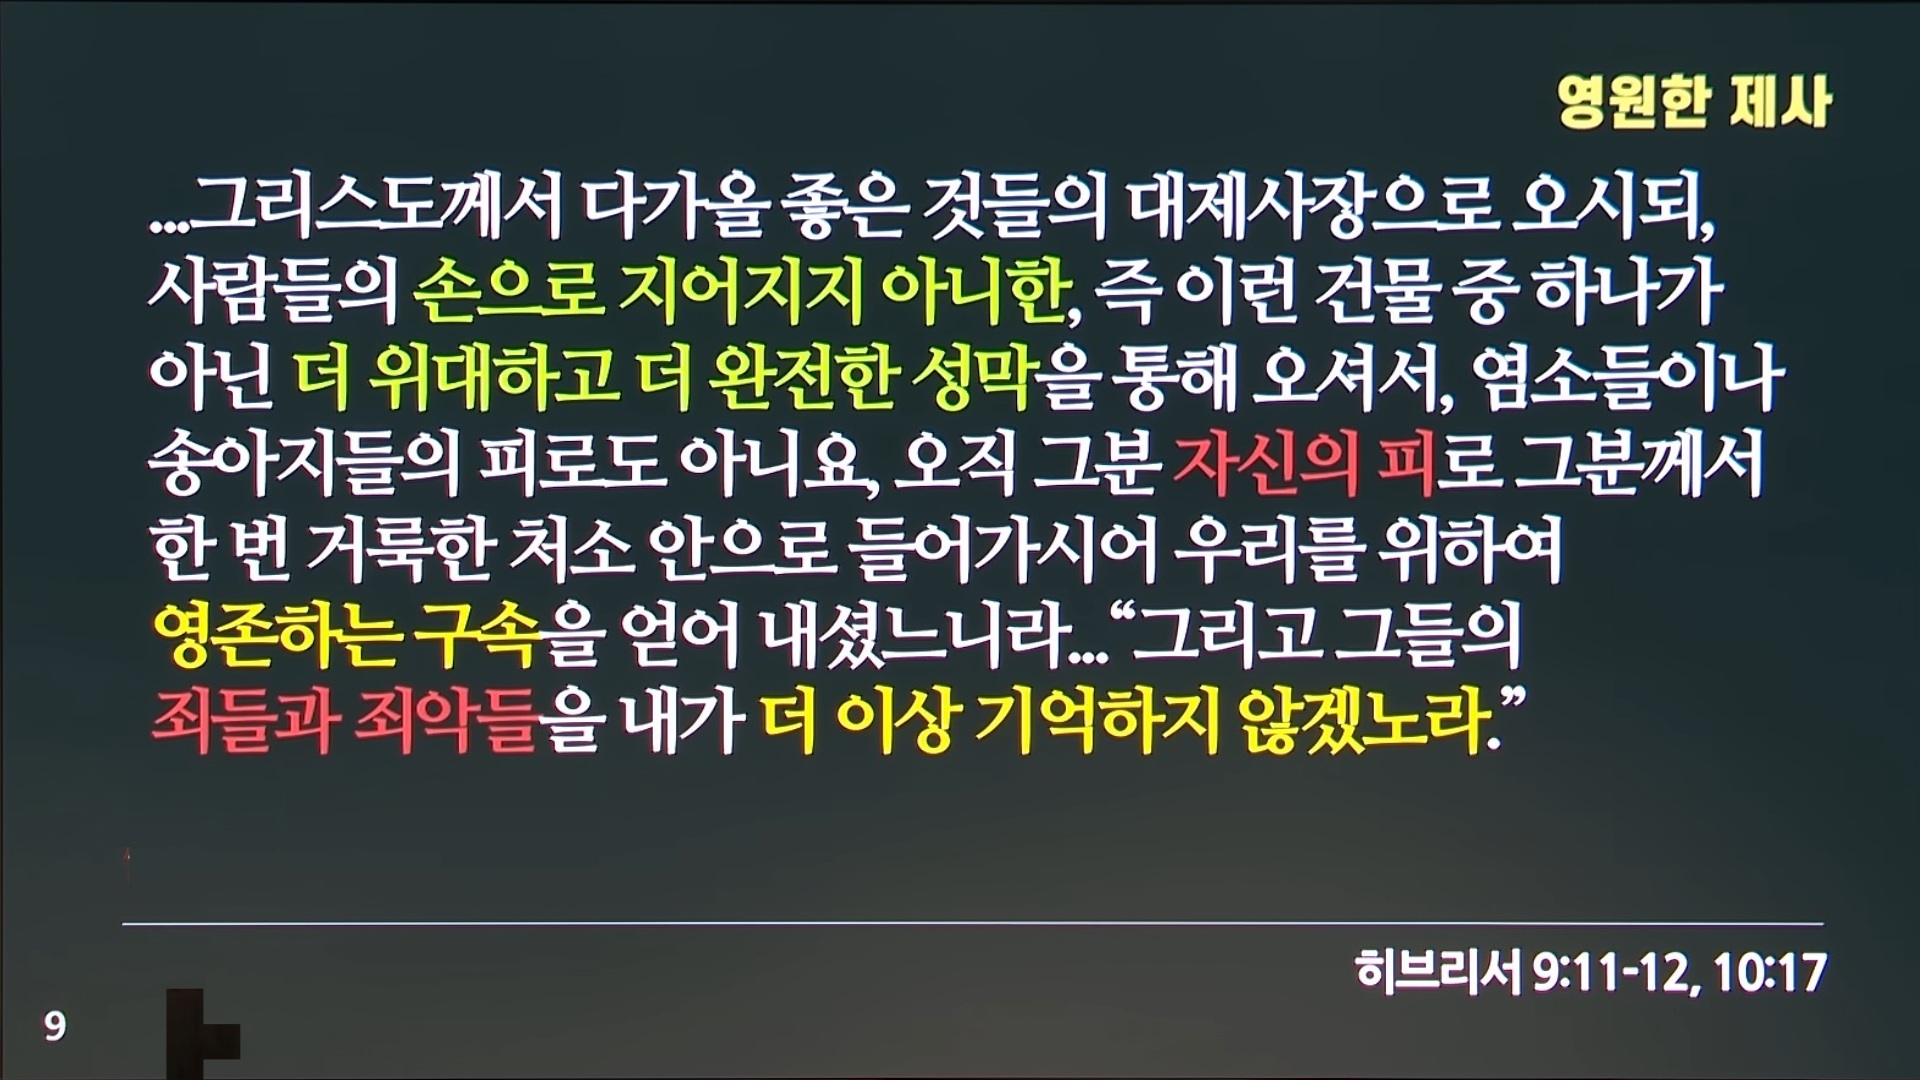 영원한 제사
...그리스도께서 다가올 좋은 것들의 대제사장으로 오시되,
사람들의 손으로 지어지지 아니한, 즉 이런 건물 중 하나가
아닌 더 위대하고 더 완전한 성막을 통해 오셔서, 염소들이나
송아지들의 피로도 아니요, 오직 그분 자신의 피로 그분께서
한 번 거룩한 처소 안으로 들어가시어 우리를 위하여
영존하는 구속을 얻어 내셨느니라... “그리고 그들의
죄들과 죄악들을 내가 더 이상 기억하지 않겠노라.”
히브리서 9:11-12, 10:17
9